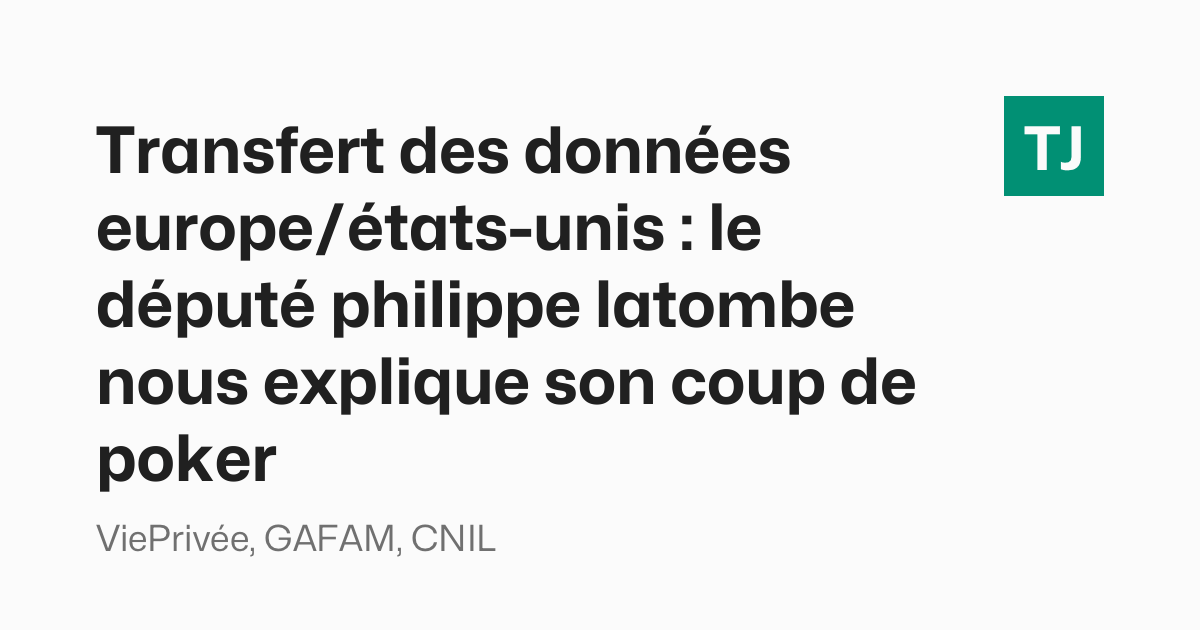 Transfert des données
europe/états-unis : le
député philippe latombe
nous explique son coup de
poker
TJ
ViePrivée, GAFAM, CNIL